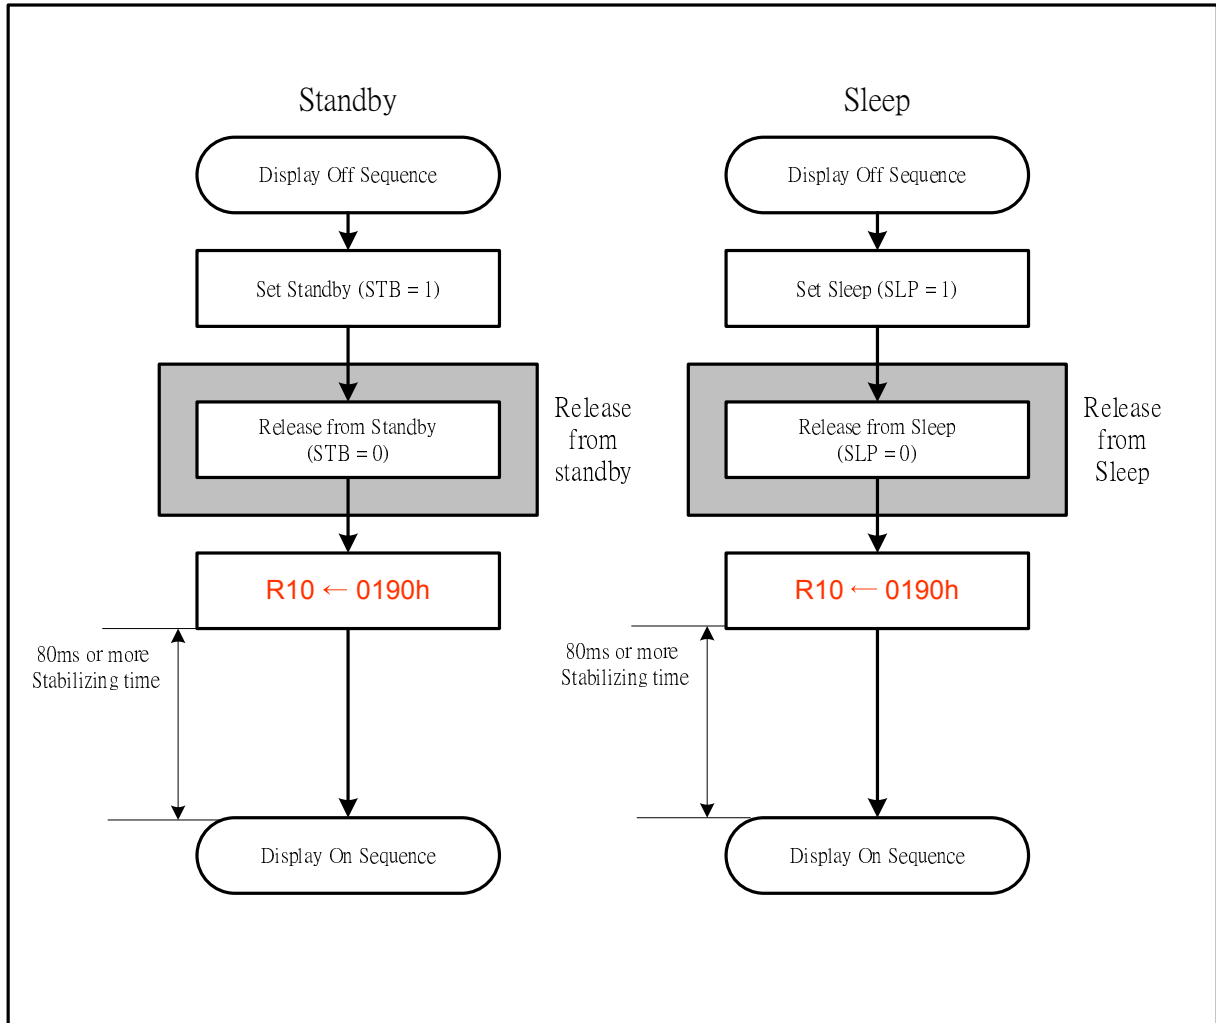 Standby
Display Off Sequence
Set Standby (STB = 1)
Release from Standby
(STB = 0)
Release
from
standby
R10 ← 0190h
80ms or more
Stabilizing time
Display On Sequence
Sleep
Display Off Sequence
Set Sleep (SLP = 1)
Release from Sleep
(SLP = 0)
Release
from
Sleep
R10 ← 0190h
80ms or more
Stabilizing time
Display On Sequence